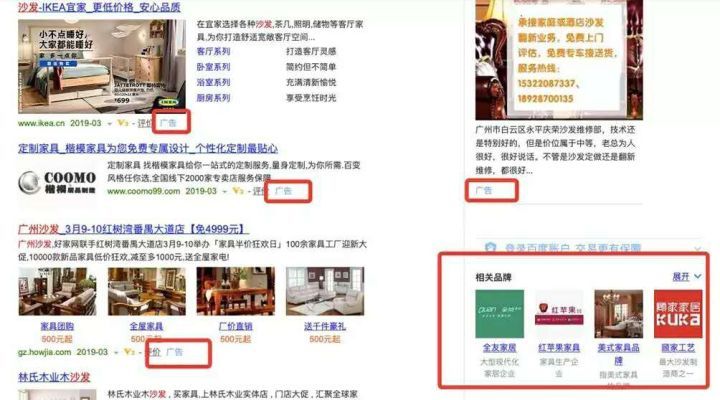 沙发-IKEA宜家_更低价格_安心品质
小不点睡好,
大家都能睡好
¥699
IKEA
在宜家选择各种沙发,茶几,照明,储物等客厅家
具,为你打造舒适宽敞客厅空间...
客厅系列 打造客厅灵感
卧室系列 简约但不简单
浴室系列 充满清新愉悦
厨房系列 享受烹饪时光
www.ikea.cn 2019-03 V3 - 评价 广告
定制家具_楷模家具为您免费专属设计_个性化定制最贴心
COOMO
楷模居品制造
定制家具 找楷模家具给你一站式的定制服务,量身定制,为你所需,百变
风格任你选,全国线下2000家专卖店服务保障
www.coomo99.com 2019-03 V2 - 评价 广告
广州沙发_3月9-10红树湾番禺大道店【免4999元】
广州沙发,好家网联手红树湾番禺大道店3月9-10举办「家具半价狂欢日」100余家具工厂迎新大
促,10000款新品家具低价狂欢,减至多1000元,送全屋家电!
家具团购 全屋家具 厂价直销 送千件豪礼
500元起 500元起 500元起 500元起
gz.howjia.com 2019-03 V2 - 评价 广告
林氏木业木沙发
林氏木业沙发,买家具,上林氏木业实体店,门店大促,汇聚全球家
承接家庭或酒店沙发
翻新业务,免费上门
评估,免费专车接送货,
服务热线:
15322087337、
18928700135
广州市白云区永平庆荣沙发维修部,技术还
是特别好的,但是价位属于中等,老总为人
很好、很好说话。不管是沙发定做还是翻新
维修,都很好...
广告
登录百度账户,交易更有保障
相关品牌 展开
红苹果
顾家家居
KUKA
全友家居 红苹果家具 美式家具品牌 顾家工艺
大型现代化家居企业 家具生产企业 指美式家具 最大沙发制造商之一